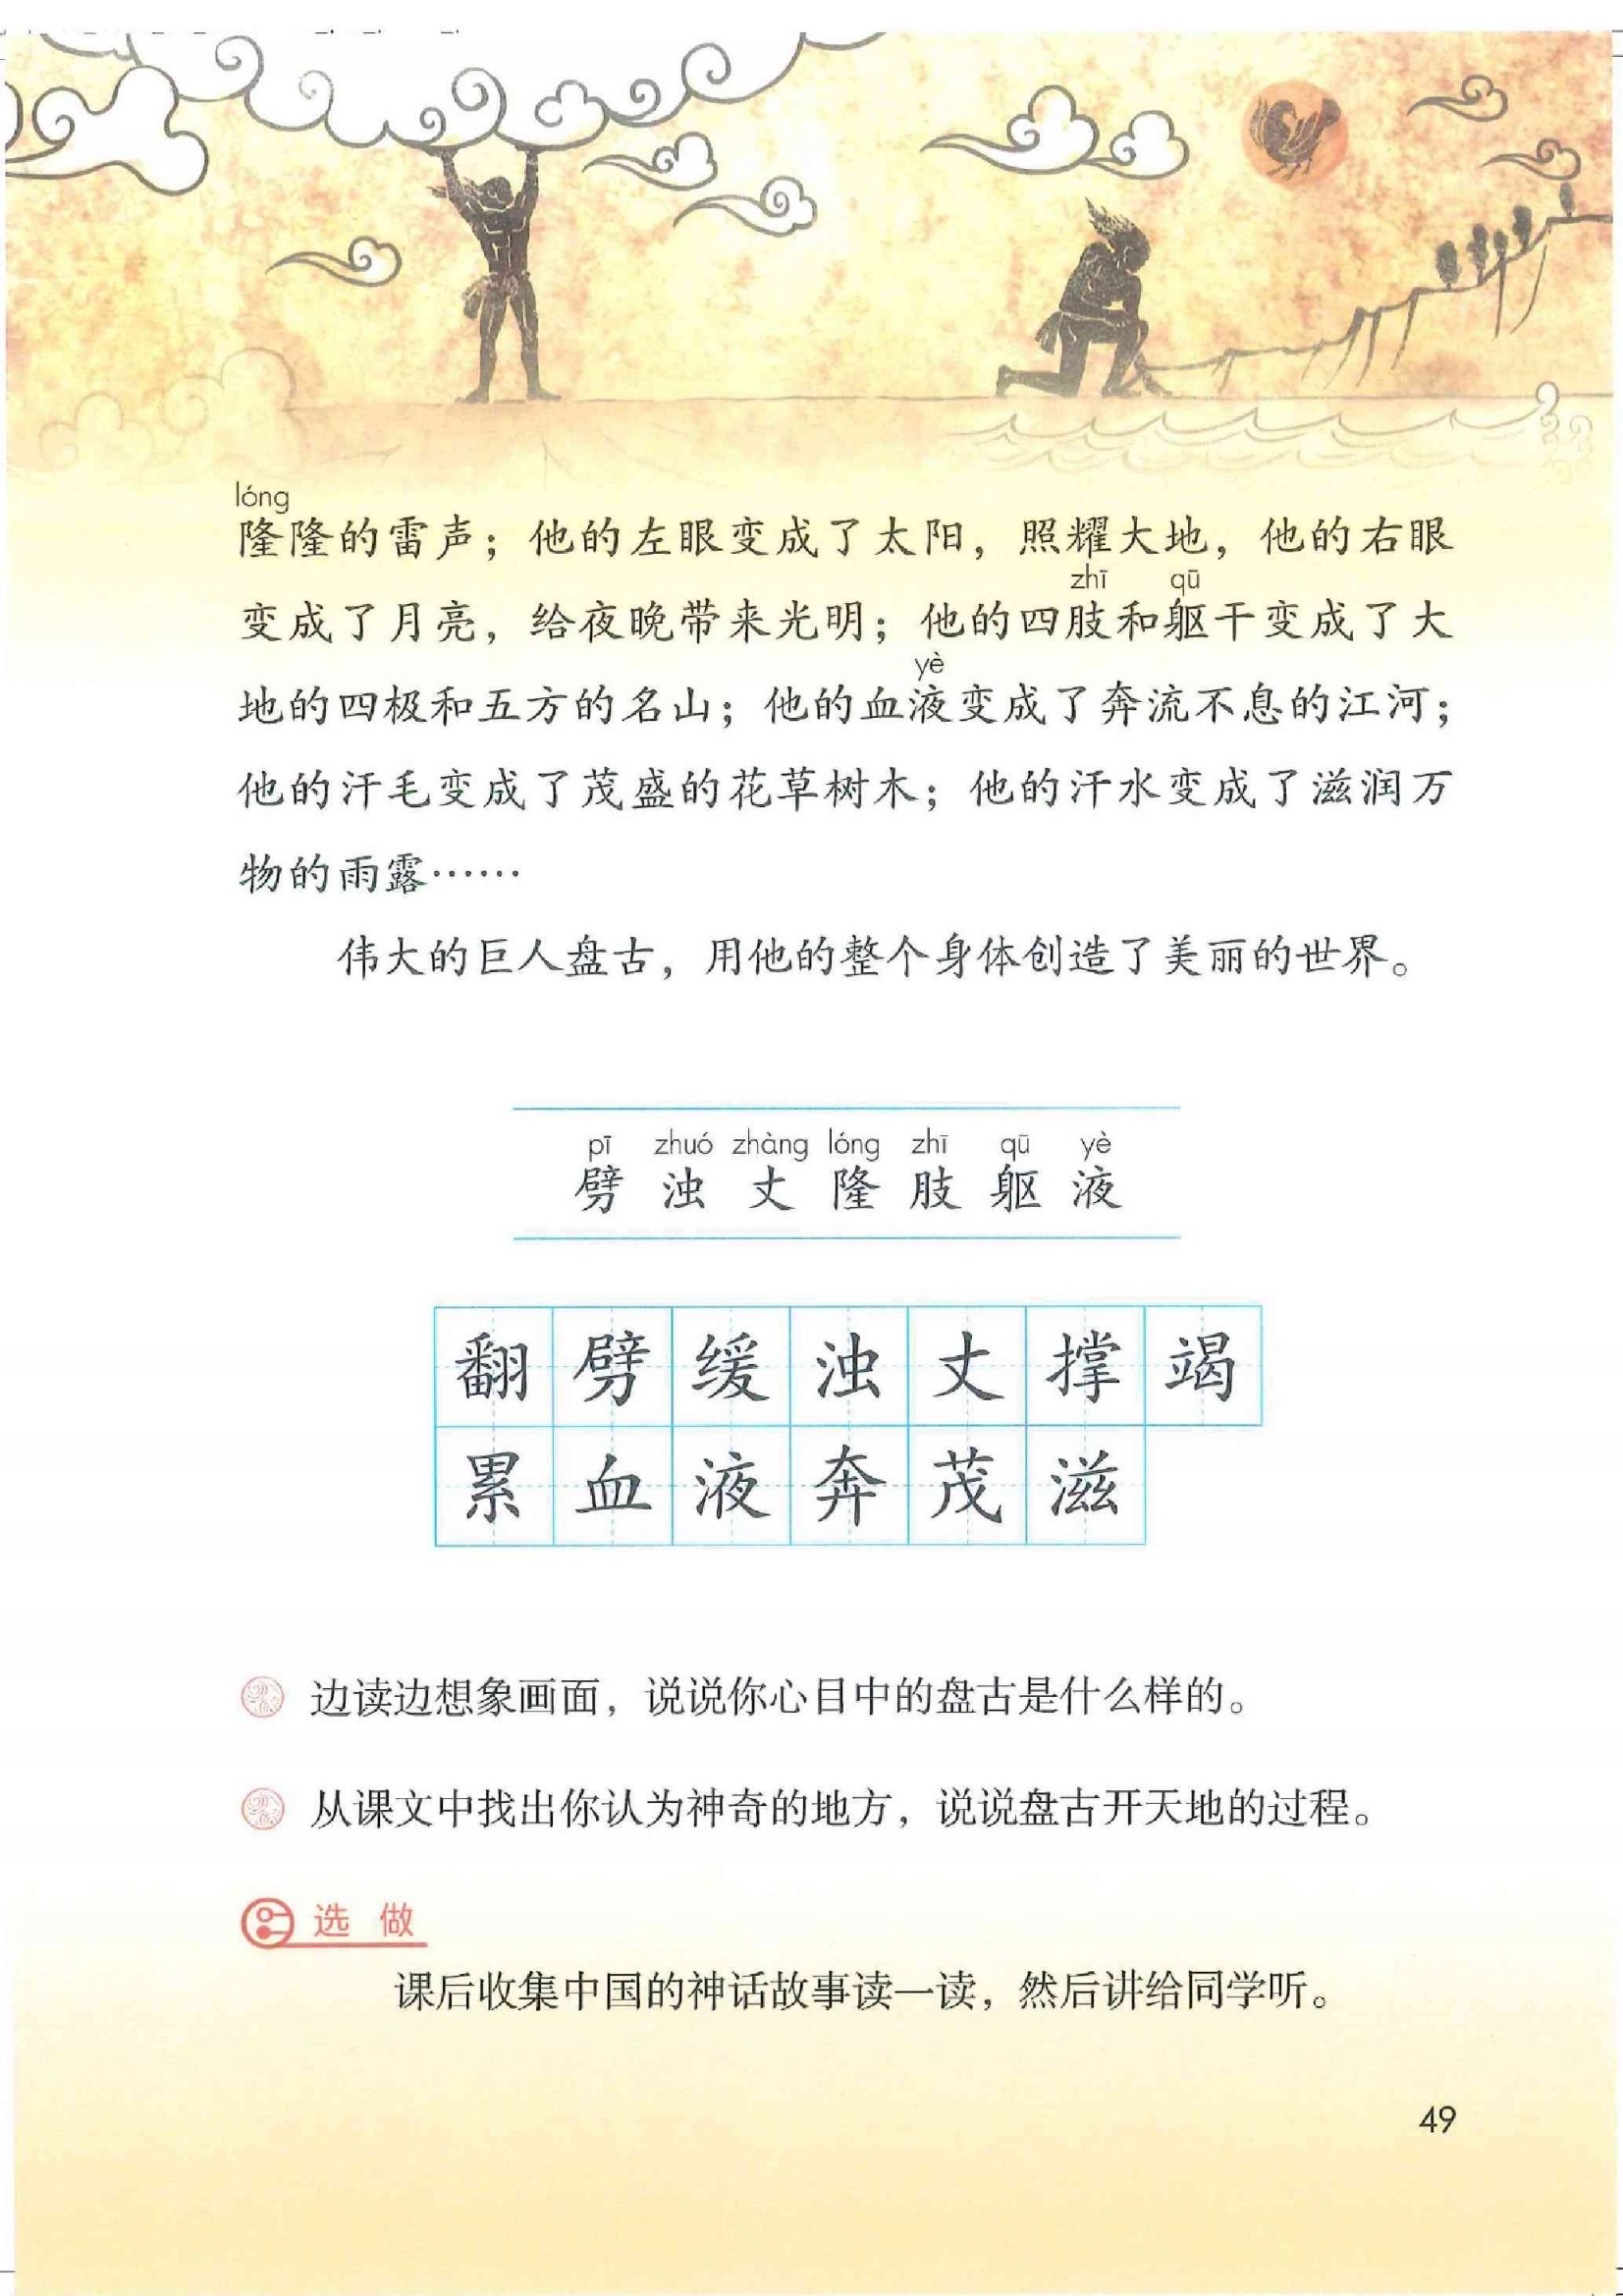 lóng
隆隆的雷声；他的左眼变成了太阳，照耀大地，他的右眼
zhī qū
变成了月亮，给夜晚带来光明；他的四肢和躯干变成了大
yè
地的四极和五方的名山；他的血液变成了奔流不息的江河；
他的汗毛变成了茂盛的花草树木；他的汗水变成了滋润万
物的雨露……
伟大的巨人盘古，用他的整个身体创造了美丽的世界。
pī zhuó zhàng lóng zhī qū yè
劈 浊 丈 隆 肢 躯 液
翻 劈 缓 浊 丈 撑 竭
累 血 液 奔 茂 滋
边读边想象画面，说说你心目中的盘古是什么样的。
从课文中找出你认为神奇的地方，说说盘古开天地的过程。
选 做
课后收集中国的神话故事读一读，然后讲给同学听。
49